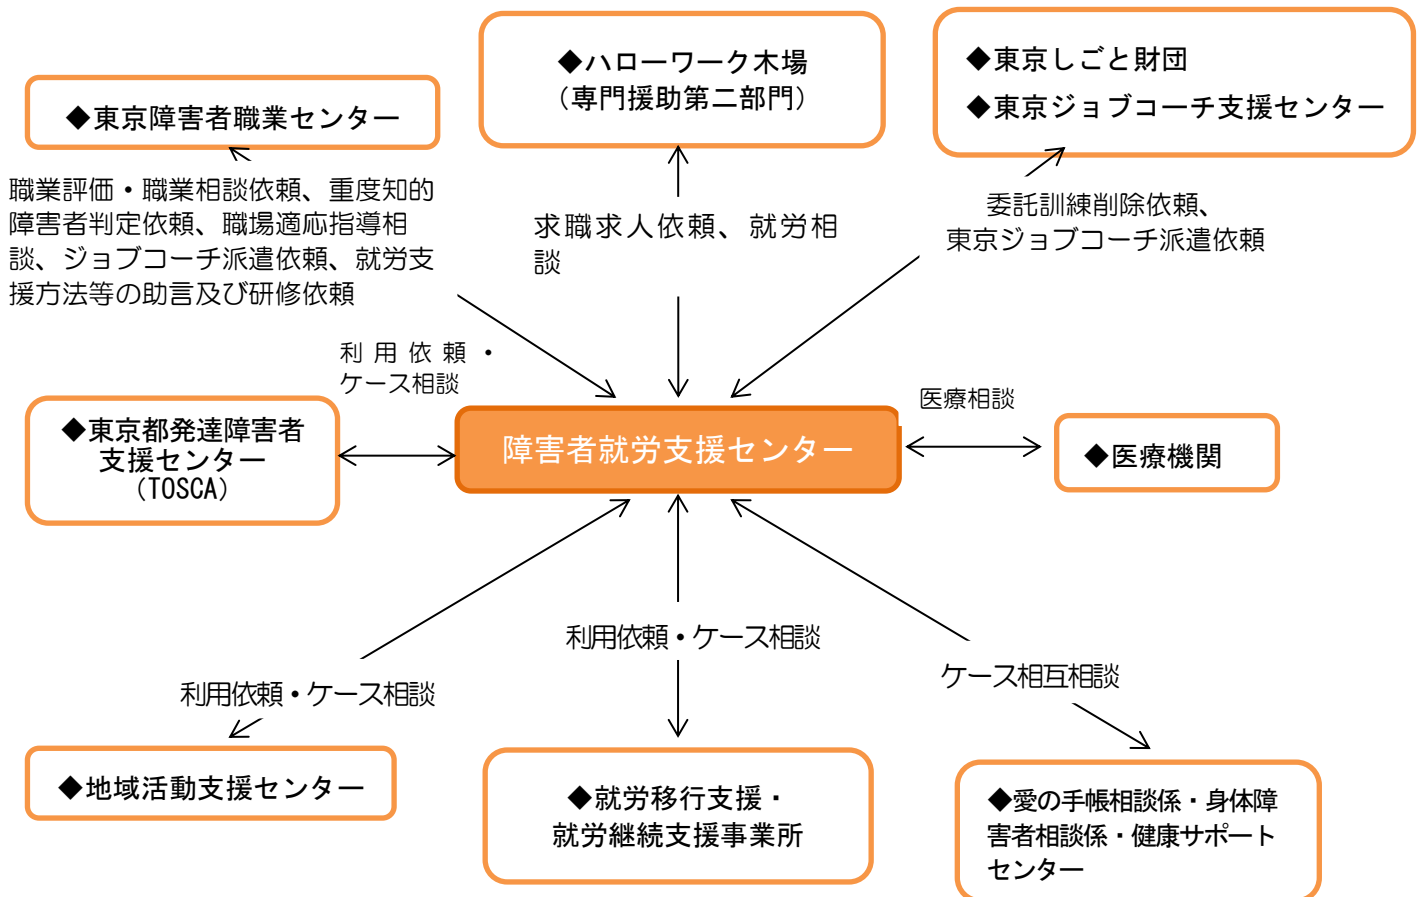 ◆ハローワーク木場
（専門援助第二部門）
◆東京しごと財団
◆東京ジョブコーチ支援センター
◆東京障害者職業センター
職業評価・職業相談依頼、重度知的
障害者判定依頼、職場適応指導相
談、ジョブコーチ派遣依頼、就労支
援方法等の助言及び研修依頼
求職求人依頼、就労相
談
委託訓練削除依頼、
東京ジョブコーチ派遣依頼
利用依頼・
ケース相談
医療相談
◆東京都発達障害者
支援センター
（TOSCA）
障害者就労支援センター
◆医療機関
利用依頼・ケース相談
利用依頼・ケース相談
ケース相互相談
◆地域活動支援センター
◆就労移行支援・
就労継続支援事業所
◆愛の手帳相談係・身体障
害者相談係・健康サポート
センター